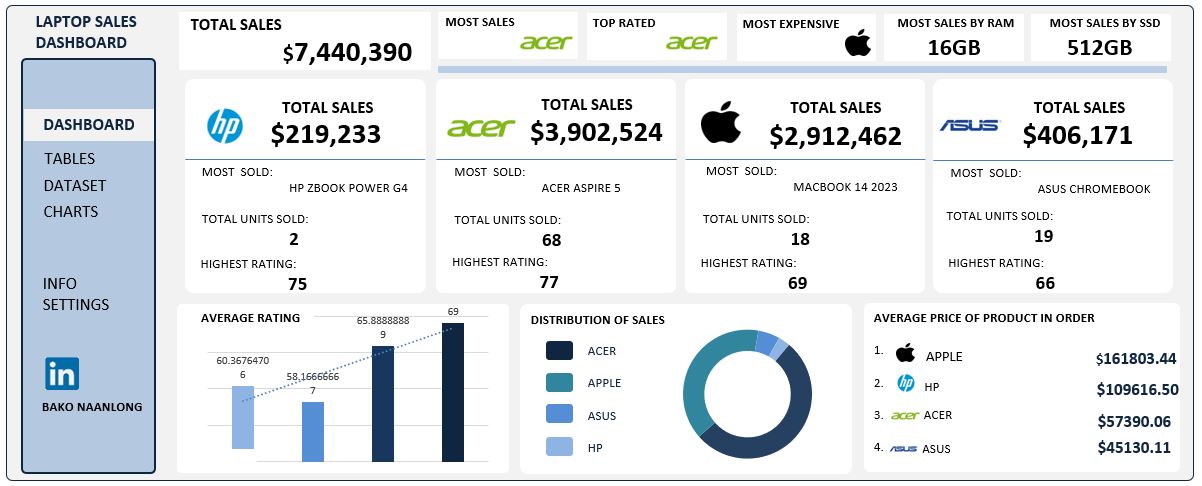 LAPTOP SALES
DASHBOARD
DASHBOARD
TABLES
DATASET
CHARTS
INFO
SETTINGS
in
BAKO NAANLONG
TOTAL SALES
$7,440,390
MOST SALES
acer
TOP RATED
acer
MOST EXPENSIVE
MOST SALES BY RAM
16GB
MOST SALES BY SSD
512GB
hp
TOTAL SALES
$219,233
MOST SOLD:
HP ZBOOK POWER G4
TOTAL UNITS SOLD:
2
HIGHEST RATING:
75
acer
TOTAL SALES
$3,902,524
MOST SOLD:
ACER ASPIRE 5
TOTAL UNITS SOLD:
68
HIGHEST RATING:
77
TOTAL SALES
$2,912,462
MOST SOLD:
MACBOOK 14 2023
TOTAL UNITS SOLD:
18
HIGHEST RATING:
69
ASUS
TOTAL SALES
$406,171
MOST SOLD:
ASUS CHROMEBOOK
TOTAL UNITS SOLD:
19
HIGHEST RATING:
66
AVERAGE RATING
60.3676470
6
58.1666666
7
65.8888888
9
69
DISTRIBUTION OF SALES
ACER
APPLE
ASUS
HP
AVERAGE PRICE OF PRODUCT IN ORDER
1. APPLE $161803.44
2. hp HP $109616.50
3. acer ACER $57390.06
4. ASUS ASUS $45130.11